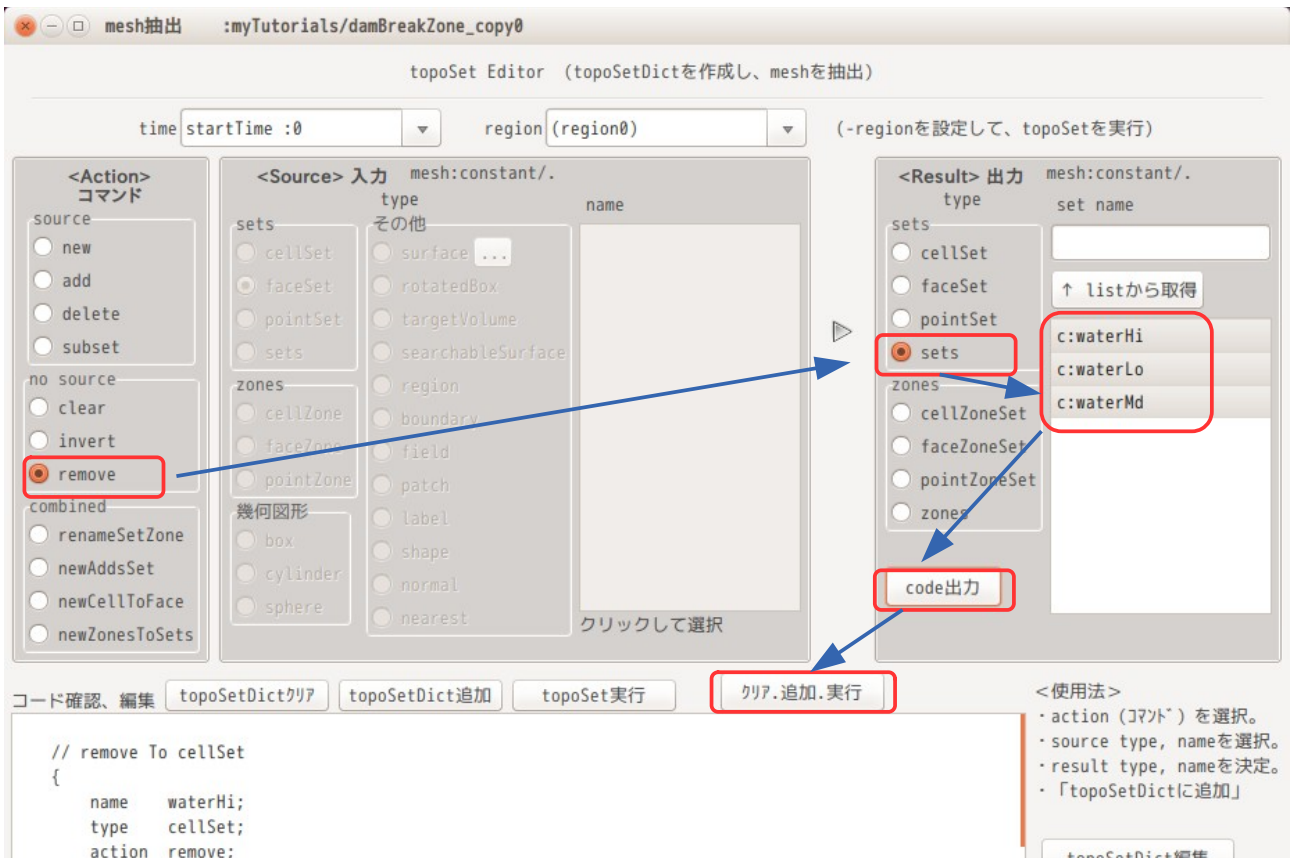 mesh抽出 :myTutorials/damBreakZone_copy0
topoSet Editor （topoSetDictを作成し、meshを抽出）
time startTime :0 region (region0) （-regionを設定して、topoSetを実行）
<Action>
コマンド
source
new
add
delete
subset
no source
clear
invert
remove
combined
renameSetZone
newAddsSet
newCellToFace
newZonesToSets
<Source> 入力 mesh:constant/.
type
name
sets
cellSet
faceSet
pointSet
sets
zones
cellZone
faceZone
pointZone
幾何図形
box
cylinder
sphere
その他
surface ...
rotatedBox
targetVolume
searchableSurface
region
boundary
field
patch
label
shape
normal
nearest
クリックして選択
<Result> 出力 mesh:constant/.
type
set name
sets
cellSet
faceSet
pointSet
sets
zones
cellZoneSet
faceZoneSet
pointZoneSet
zones
code出力
↑ listから取得
c:waterHi
c:waterLo
c:waterMd
コード確認、編集 topoSetDictｸﾘｱ topoSetDict追加 topoSet実行 ｸﾘｱ.追加.実行
// remove To cellSet
{
name waterHi;
type cellSet;
action remove;
<使用法>
・action (ｺﾏﾝﾄﾞ) を選択。
・source type, nameを選択。
・result type, nameを決定。
・「topoSetDictに追加」
topoSetDict編集